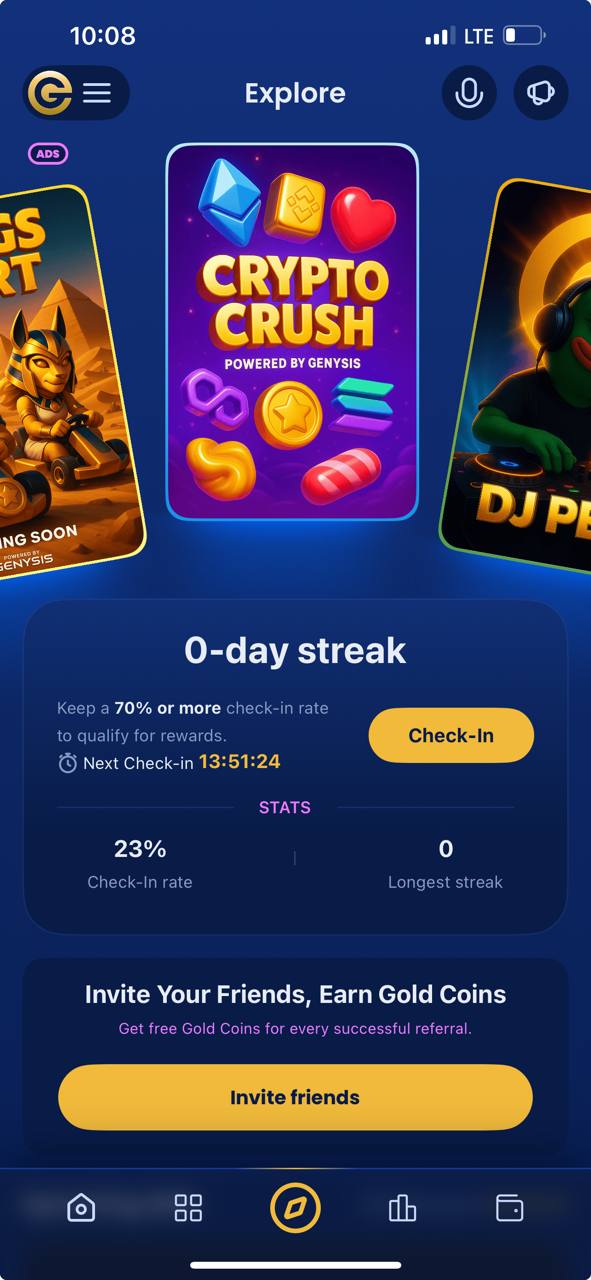 10:08
LTE
Explore
ADS
GS
RT
NG SOON
POWERED BY
GENYSIS
CRYPTO
CRUSH
POWERED BY GENYSIS
DJ PE
0-day streak
Keep a 70% or more check-in rate
to qualify for rewards.
Next Check-in 13:51:24
Check-In
STATS
23%
Check-In rate
0
Longest streak
Invite Your Friends, Earn Gold Coins
Get free Gold Coins for every successful referral.
Invite friends